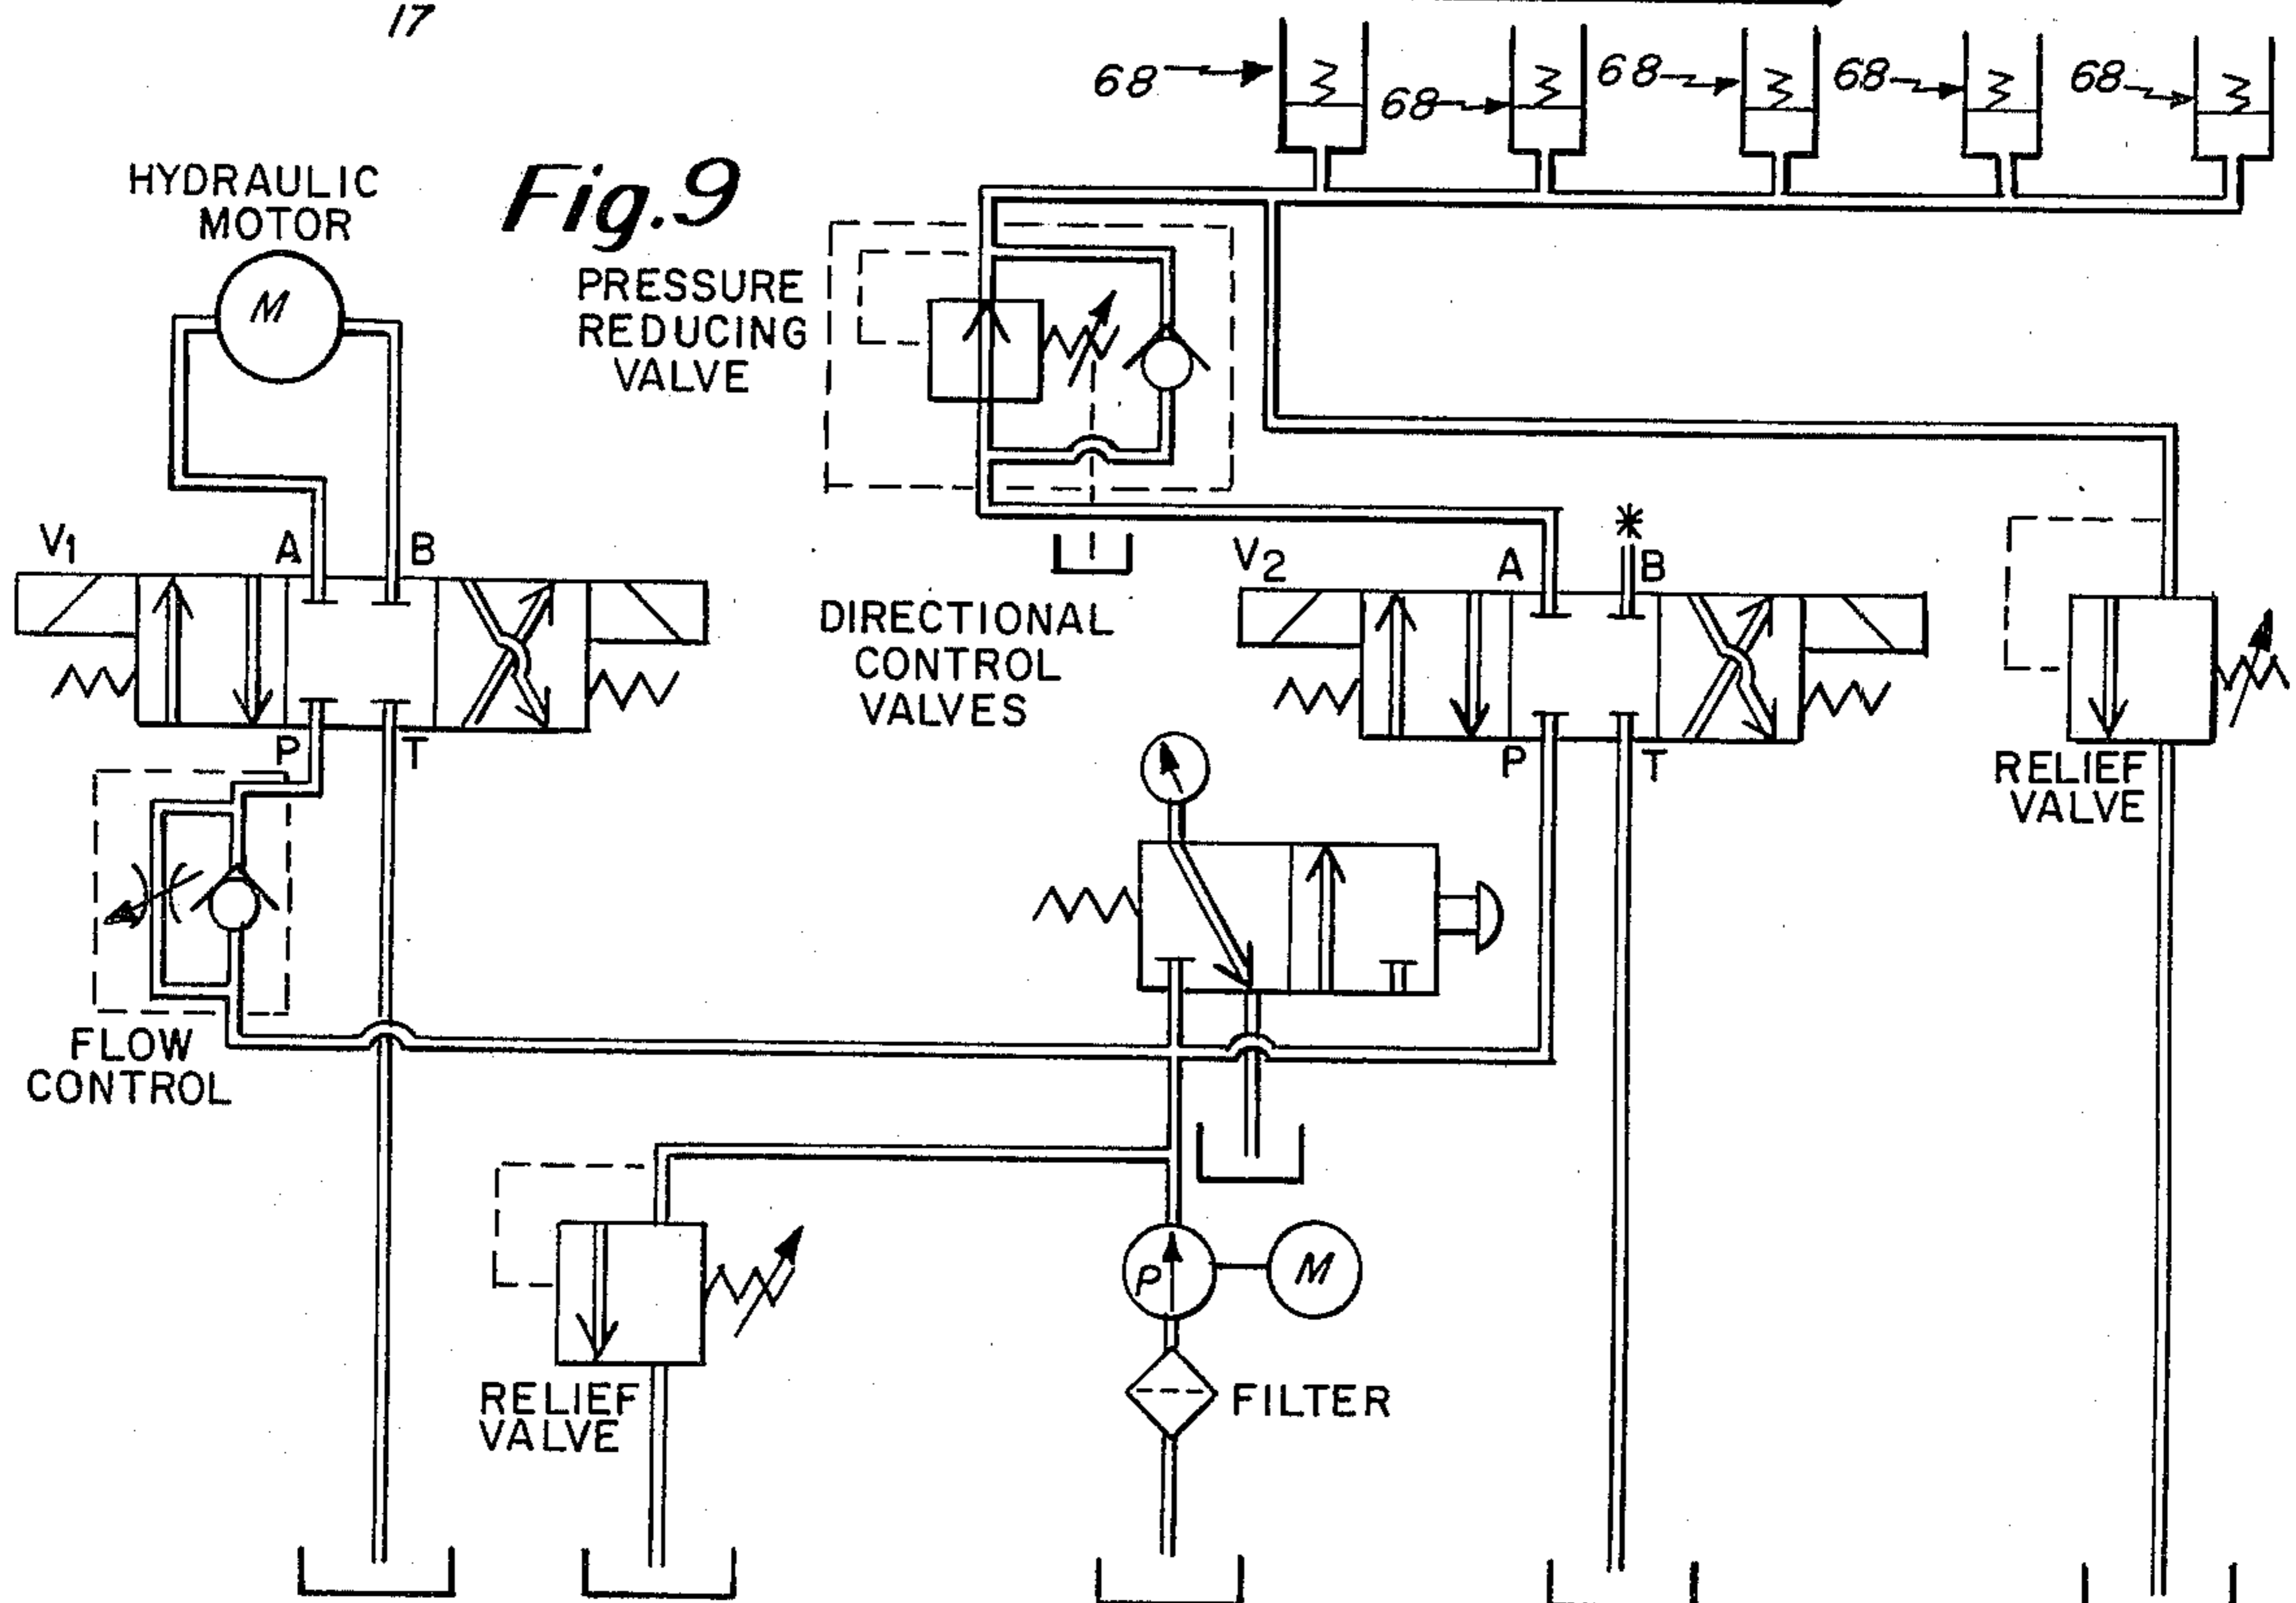 17
68
68
68
68
68
Fig.9
HYDRAULIC
MOTOR
M
PRESSURE
REDUCING
VALVE
V1
A
B
V2
A
B
DIRECTIONAL
CONTROL
VALVES
P
T
P
T
RELIEF
VALVE
FLOW
CONTROL
P
M
RELIEF
VALVE
FILTER